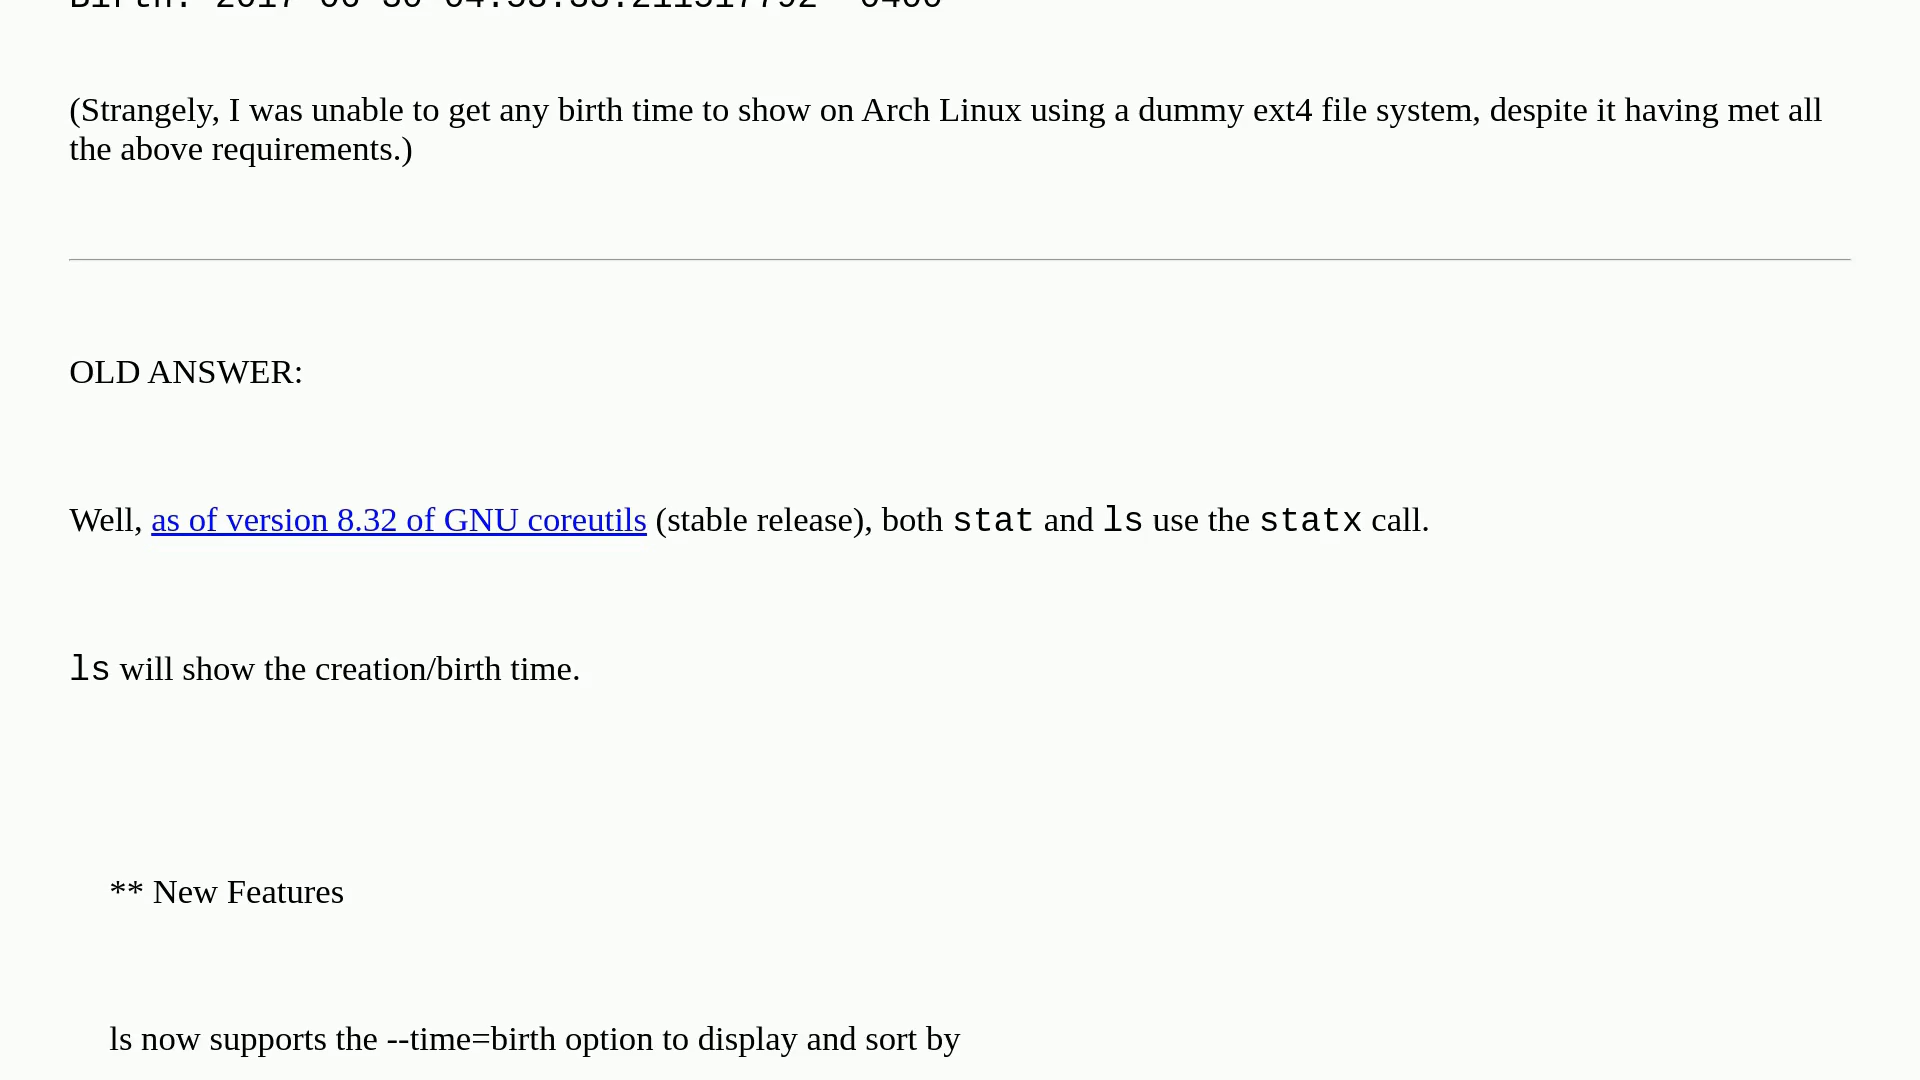 (Strangely, I was unable to get any birth time to show on Arch Linux using a dummy ext4 file system, despite it having met all
the above requirements.)
OLD ANSWER:
Well, as of version 8.32 of GNU coreutils (stable release), both stat and ls use the statx call.
ls will show the creation/birth time.
** New Features
ls now supports the --time=birth option to display and sort by